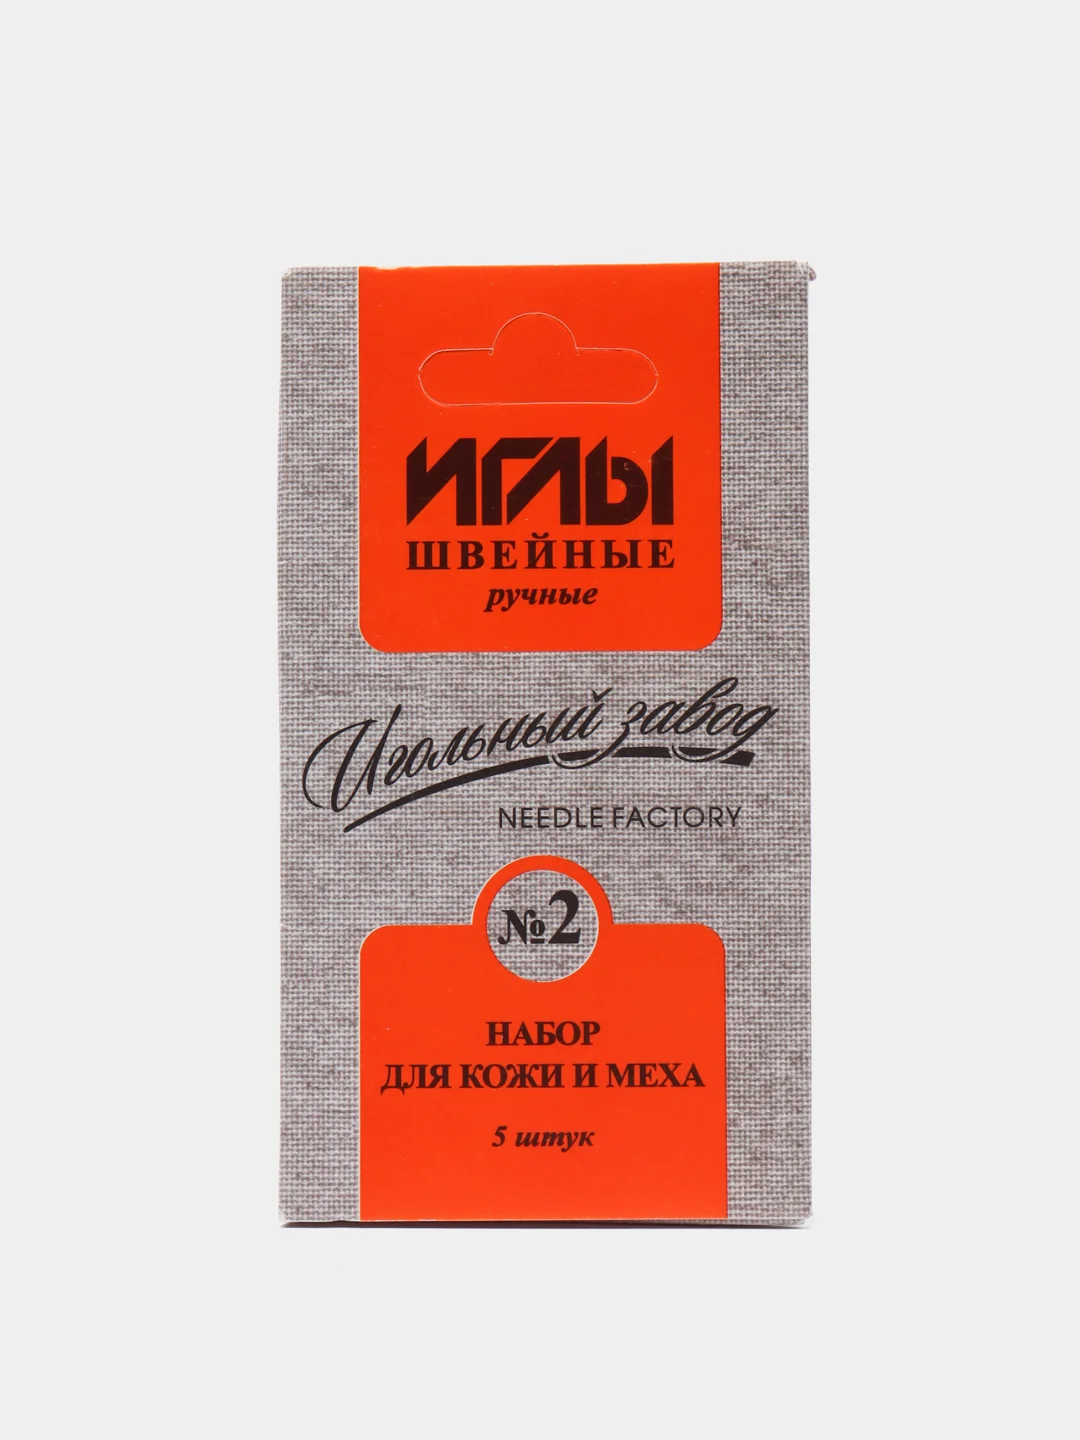 ИГЛЫ
ШВЕЙНЫЕ
ручные
Игольный завод
NEEDLE FACTORY
№2
НАБОР
ДЛЯ КОЖИ И МЕХА
5 штук